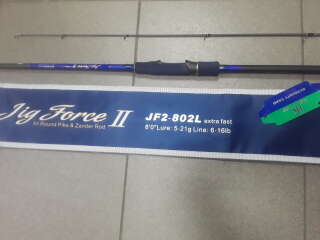 Jig Force II
All-Round Pike & Zander Rod
JF2-802L extra fast
8'0" Lure: 5-21g Line: 6-16lb